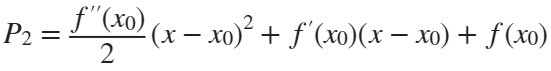 P₂ = f''(x₀)/2 (x − x₀)² + f'(x₀)(x − x₀) + f(x₀)